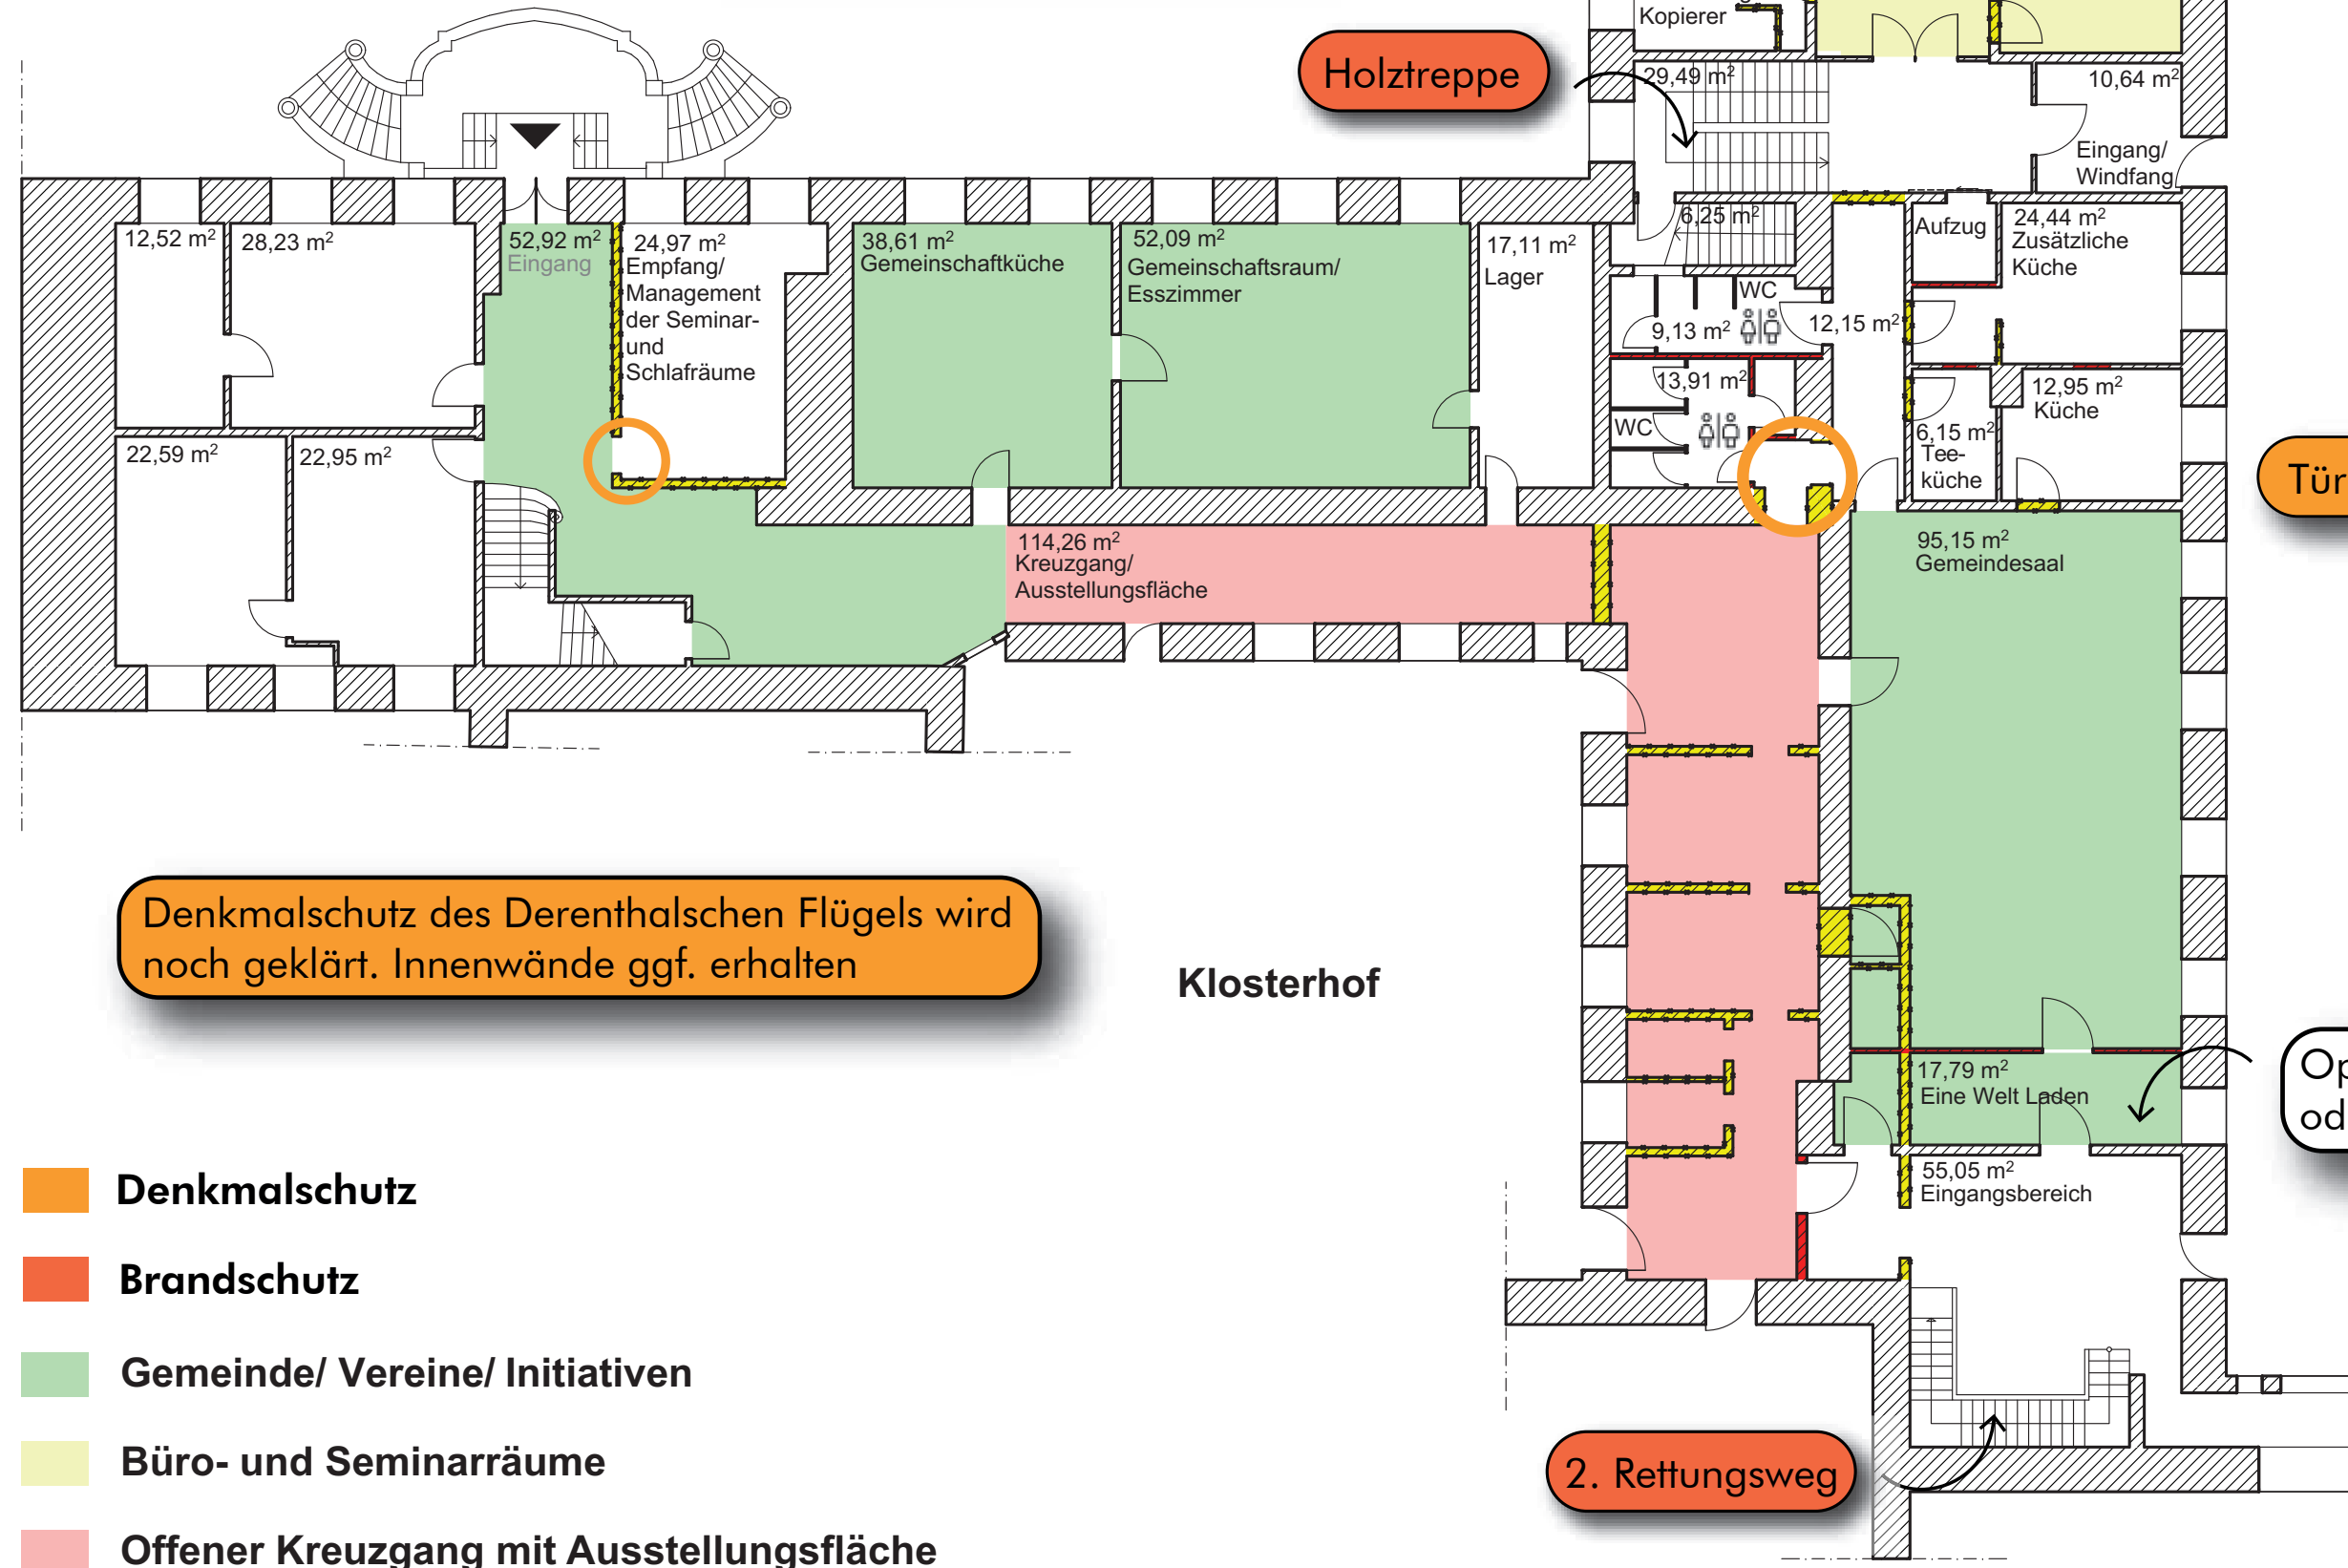 Kopierer
Holztreppe
29,49 m²
10,64 m²
Eingang/
Windfang
12,52 m²
28,23 m²
52,92 m²
Eingang
24,97 m²
Empfang/
Management
der Seminar-
und
Schlafräume
38,61 m²
Gemeinschaftküche
52,09 m²
Gemeinschaftsraum/
Esszimmer
17,11 m²
Lager
6,25 m²
Aufzug
24,44 m²
Zusätzliche
Küche
WC
9,13 m²
12,15 m²
13,91 m²
WC
12,95 m²
Küche
6,15 m²
Tee-
küche
22,59 m²
22,95 m²
Tür
114,26 m²
Kreuzgang/
Ausstellungsfläche
95,15 m²
Gemeindesaal
Denkmalschutz des Derenthalschen Flügels wird
noch geklärt. Innenwände ggf. erhalten
Klosterhof
17,79 m²
Eine Welt Laden
Op
od
55,05 m²
Eingangsbereich
Denkmalschutz
Brandschutz
Gemeinde/ Vereine/ Initiativen
Büro- und Seminarräume
2. Rettungsweg
Offener Kreuzgang mit Ausstellungsfläche